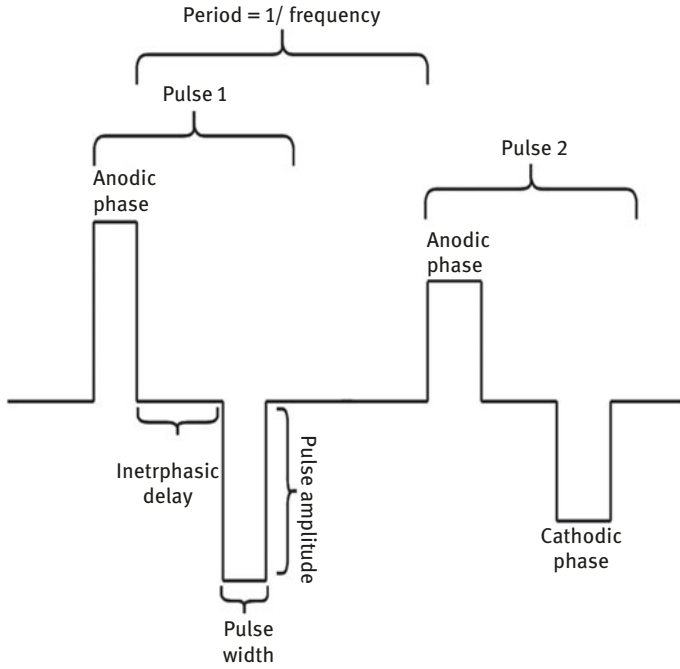 Period = 1/ frequency
Pulse 1
Pulse 2
Anodic
phase
Anodic
phase
Inetrphasic
delay
Pulse amplitude
Cathodic
phase
Pulse
width